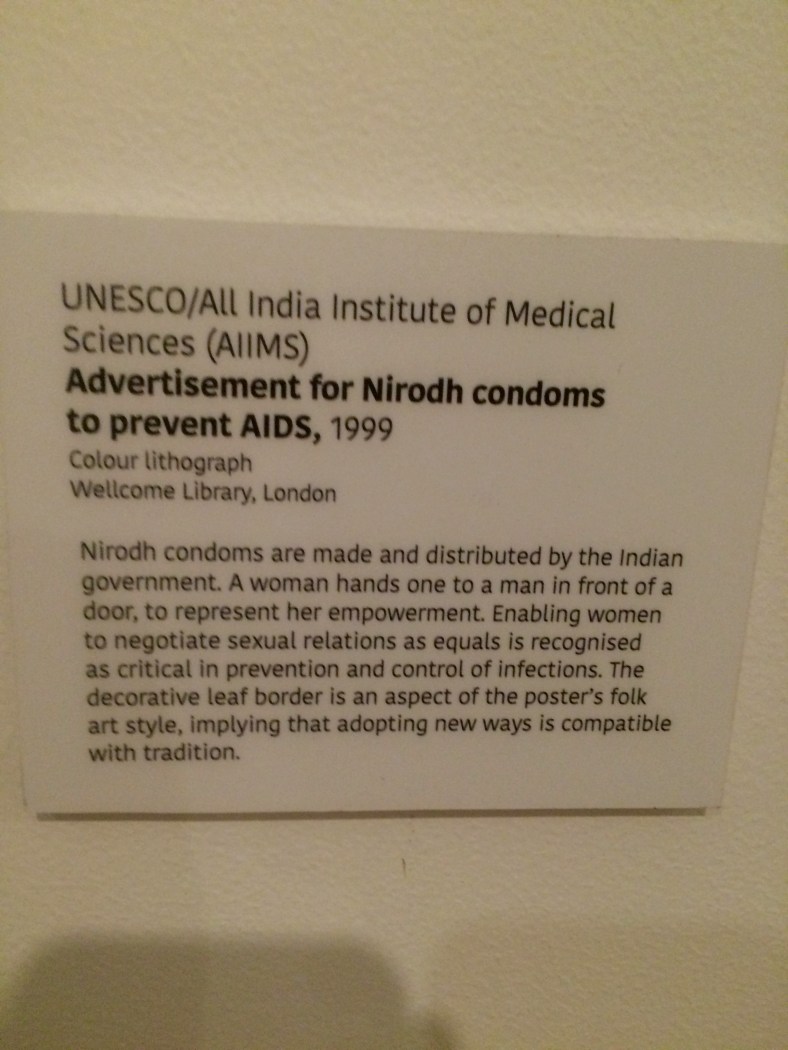 UNESCO/All India Institute of Medical
Sciences (AIIMS)
Advertisement for Nirodh condoms
to prevent AIDS, 1999
Colour lithograph
Wellcome Library, London
Nirodh condoms are made and distributed by the Indian
government. A woman hands one to a man in front of a
door, to represent her empowerment. Enabling women
to negotiate sexual relations as equals is recognised
as critical in prevention and control of infections. The
decorative leaf border is an aspect of the poster's folk
art style, implying that adopting new ways is compatible
with tradition.